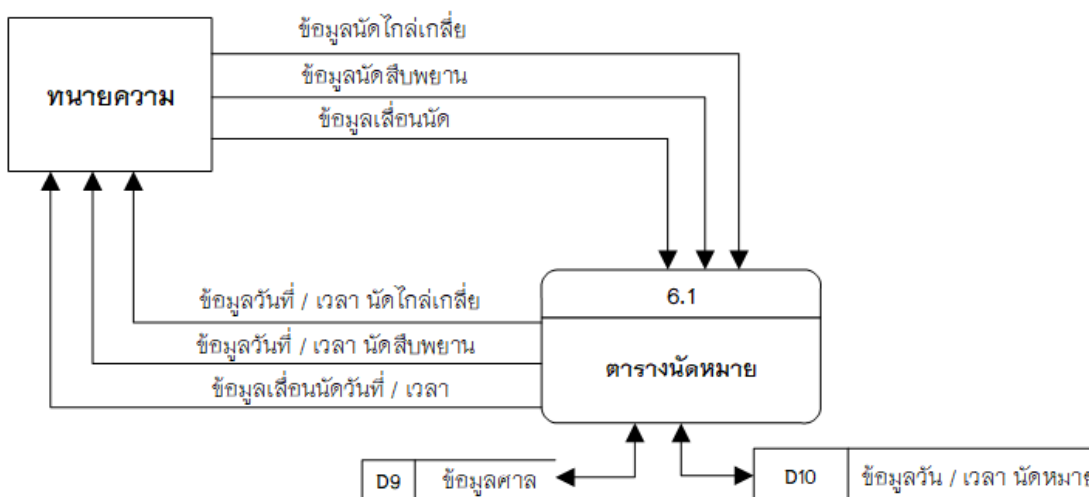 ข้อมูลนัดไกล่เกลี่ย
ทนายความ
ข้อมูลนัดสืบพยาน
ข้อมูลเลื่อนนัด
6.1
ตารางนัดหมาย
ข้อมูลวันที่ / เวลา นัดไกล่เกลี่ย
ข้อมูลวันที่ / เวลา นัดสืบพยาน
ข้อมูลเลื่อนนัดวันที่ / เวลา
D9 ข้อมูลศาล
D10 ข้อมูลวัน / เวลา นัดหมาย